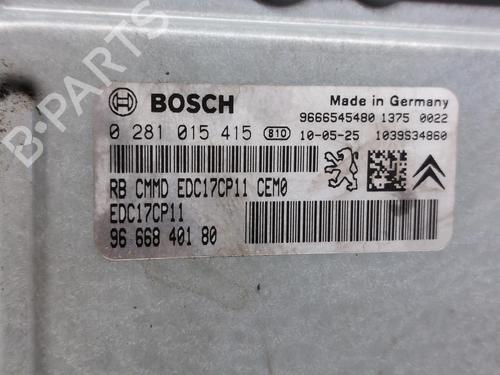 BOSCH
Made in Germany
9666545480 1375 0022
0 281 015 415 810 10-05-25 1039S34860
RB CMMD EDC17CP11 CEM0
EDC17CP11
96 668 401 80
B-PARTS